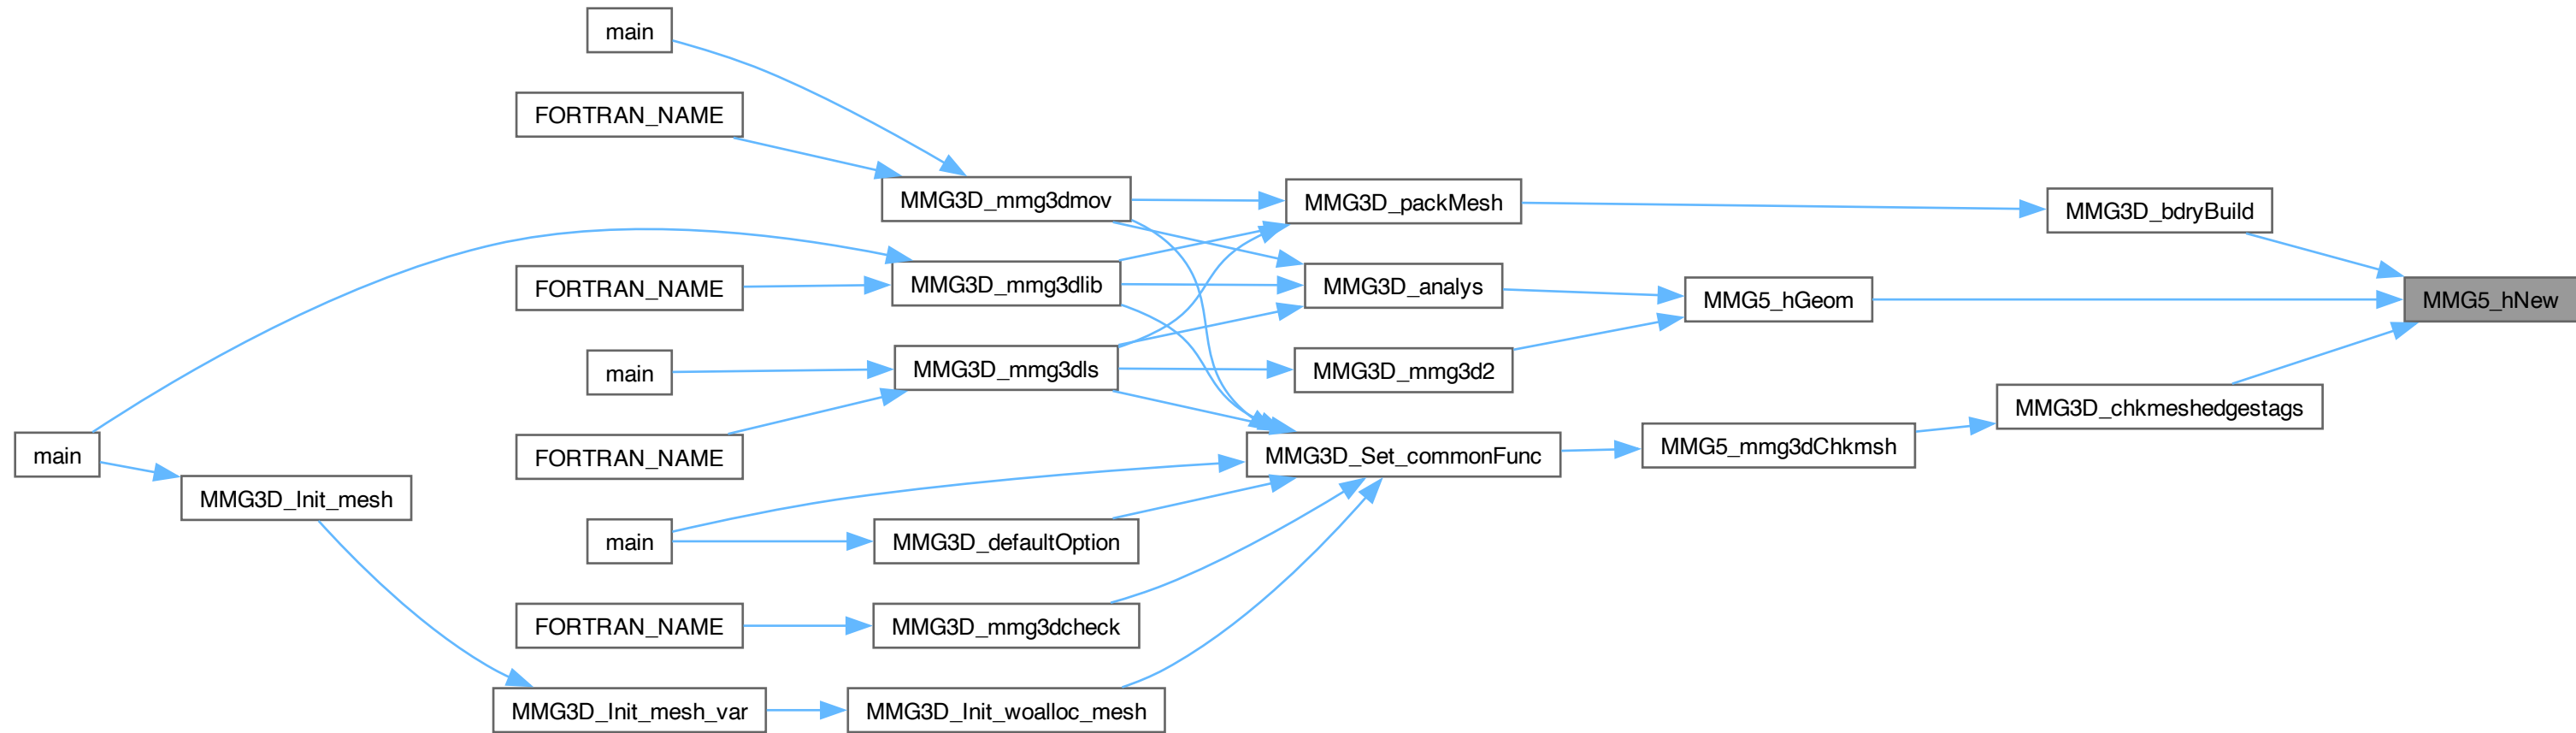 main
FORTRAN_NAME
MMG3D_mmg3dmov
MMG3D_packMesh
MMG3D_bdryBuild
FORTRAN_NAME
MMG3D_mmg3dlib
MMG3D_analys
MMG5_hGeom
MMG5_hNew
main
MMG3D_mmg3dls
MMG3D_mmg3d2
MMG3D_chkmeshedgestags
main
FORTRAN_NAME
MMG3D_Set_commonFunc
MMG5_mmg3dChkmsh
MMG3D_Init_mesh
main
MMG3D_defaultOption
FORTRAN_NAME
MMG3D_mmg3dcheck
MMG3D_Init_mesh_var
MMG3D_Init_woalloc_mesh